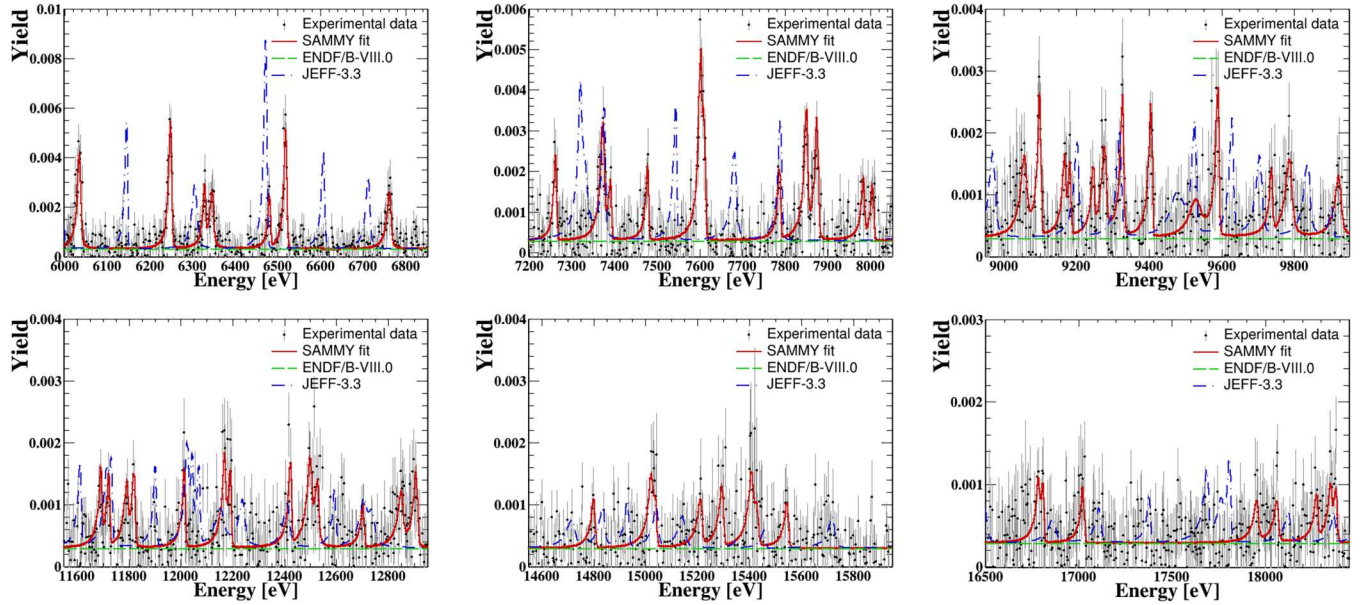 Yield
0.01
0.008
0.006
0.004
0.002
0
6000 6100 6200 6300 6400 6500 6600 6700 6800
Energy [eV]
Experimental data
SAMMY fit
ENDF/B-VIII.0
JEFF-3.3
Yield
0.006
0.005
0.004
0.003
0.002
0.001
0
7200 7300 7400 7500 7600 7700 7800 7900 8000
Energy [eV]
Experimental data
SAMMY fit
ENDF/B-VIII.0
JEFF-3.3
Yield
0.004
0.003
0.002
0.001
0
9000 9200 9400 9600 9800
Energy [eV]
Experimental data
SAMMY fit
ENDF/B-VIII.0
JEFF-3.3
Yield
0.004
0.003
0.002
0.001
0.00
11600 11800 12000 12200 12400 12600 12800
Energy [eV]
Experimental data
SAMMY fit
ENDF/B-VIII.0
JEFF-3.3
Yield
0.004
0.003
0.002
0.001
0
14600 14800 15000 15200 15400 15600 15800
Energy [eV]
Experimental data
SAMMY fit
ENDF/B-VIII.0
JEFF-3.3
Yield
0.003
0.002
0.001
0
16500 17000 17500 18000
Energy [eV]
Experimental data
SAMMY fit
ENDF/B-VIII.0
JEFF-3.3